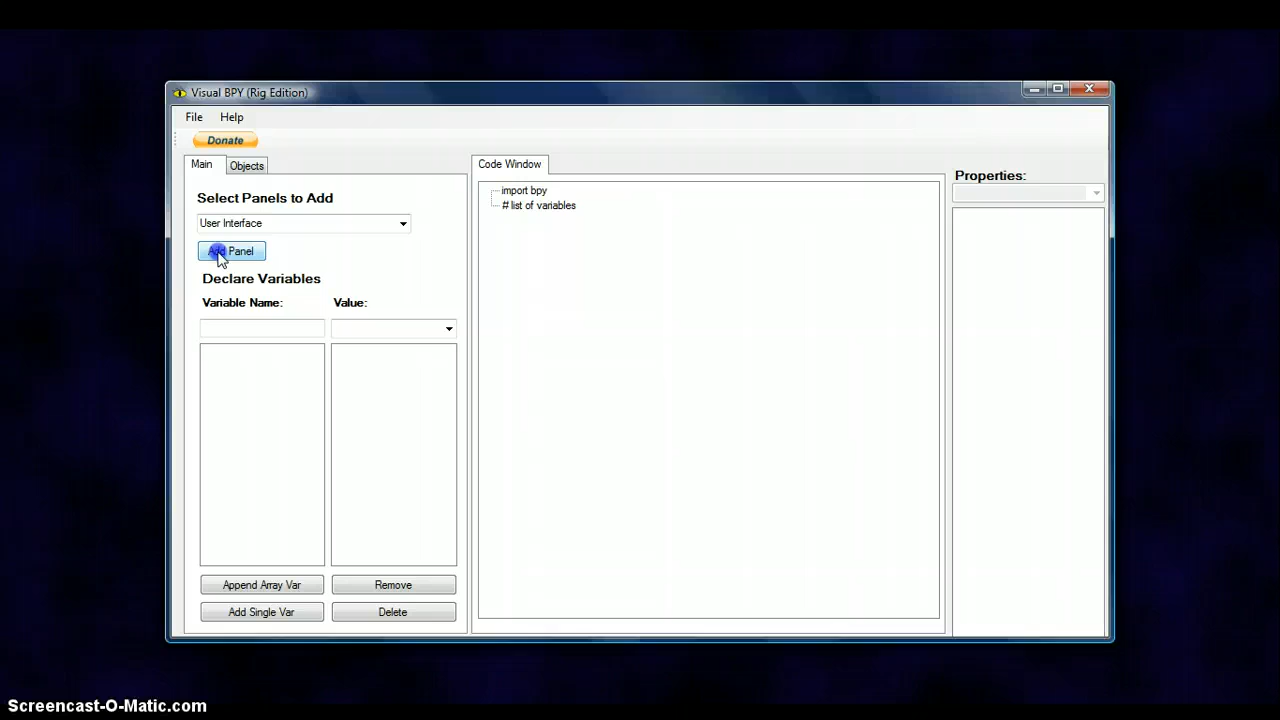 Visual BPY (Rig Edition)
File Help
Donate
Main Objects
Select Panels to Add
User Interface
Add Panel
Declare Variables
Variable Name: Value:
Append Array Var Remove
Add Single Var Delete
Code Window
import bpy
# list of variables
Properties:
Screencast-O-Matic.com